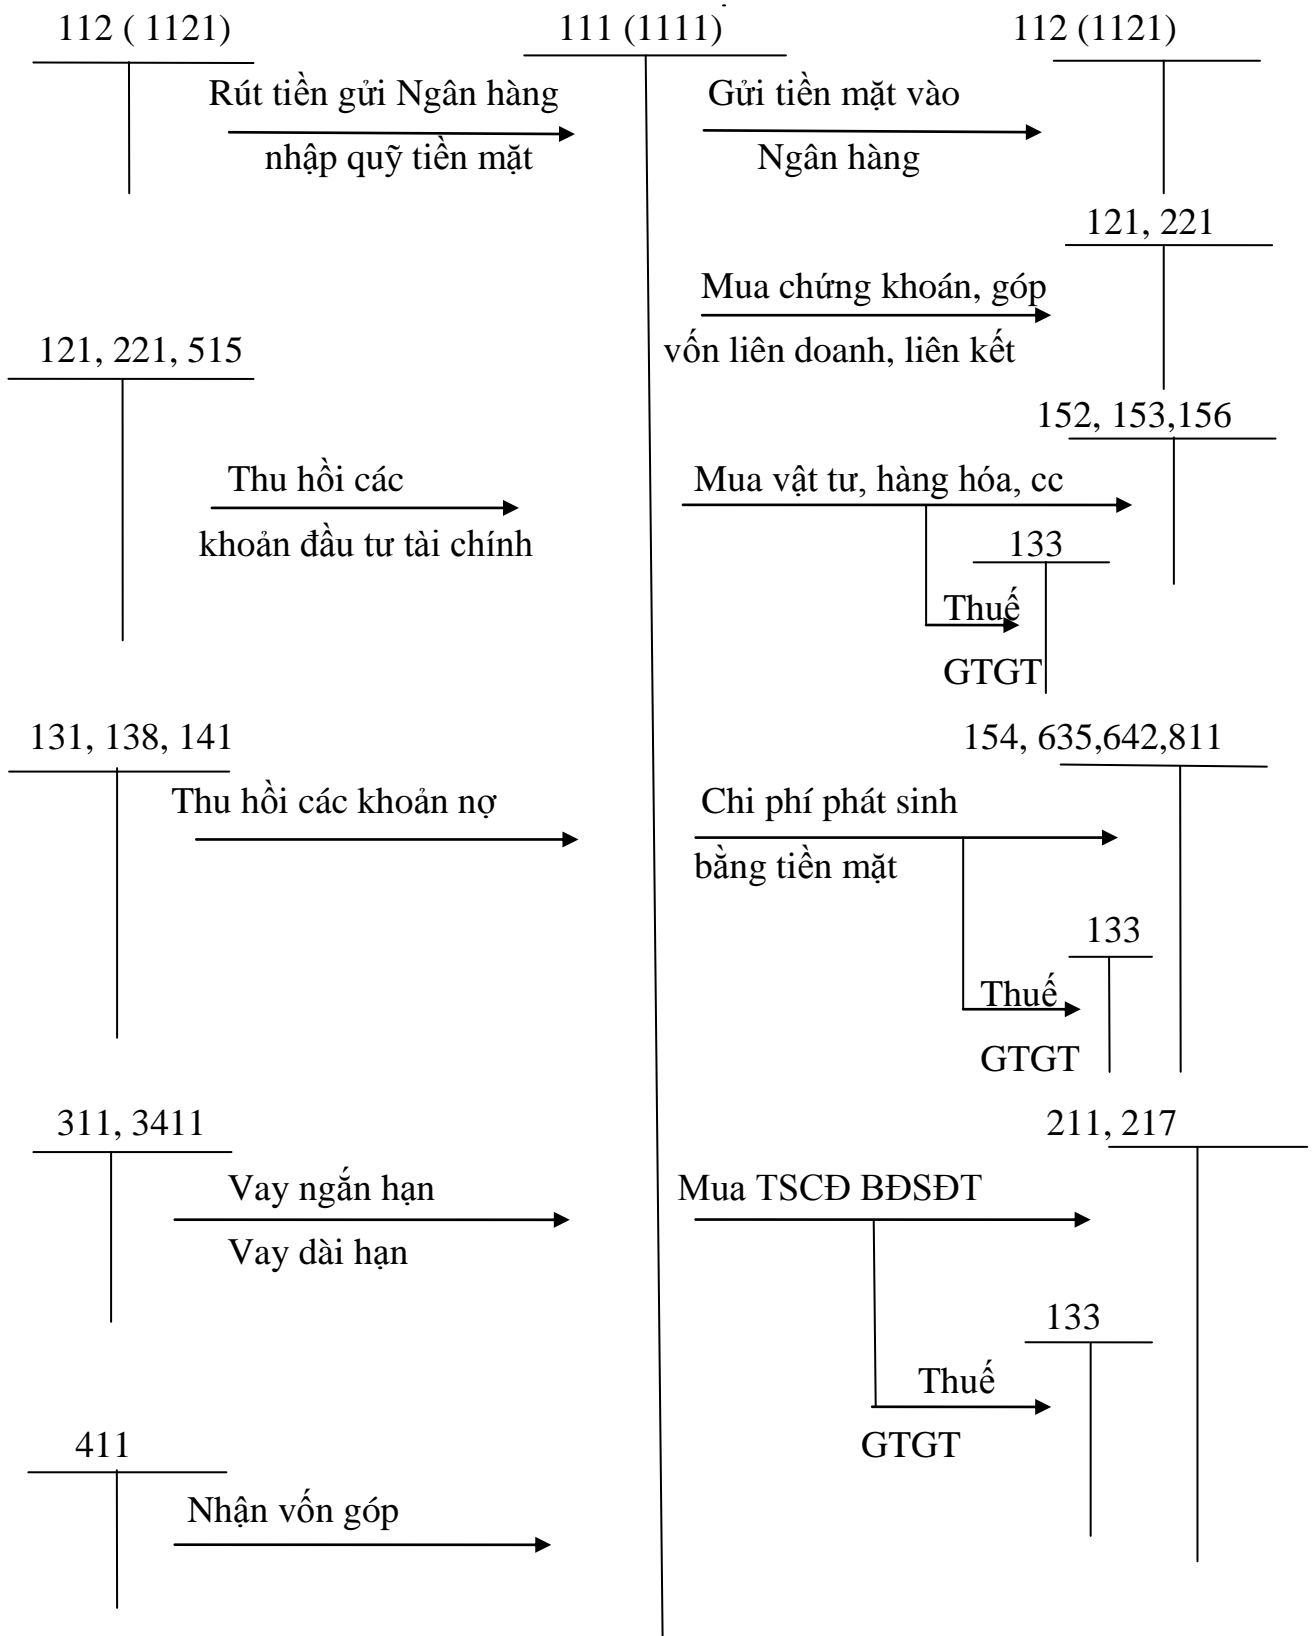 112 ( 1121)
111 (1111)
112 (1121)
Rút tiền gửi Ngân hàng
nhập quỹ tiền mặt
Gửi tiền mặt vào
Ngân hàng
121, 221
Mua chứng khoán, góp
vốn liên doanh, liên kết
121, 221, 515
Thu hồi các
khoản đầu tư tài chính
152, 153,156
Mua vật tư, hàng hóa, cc
133
Thuế
GTGT
131, 138, 141
Thu hồi các khoản nợ
154, 635,642,811
Chi phí phát sinh
bằng tiền mặt
133
Thuế
GTGT
311, 3411
Vay ngắn hạn
Vay dài hạn
211, 217
Mua TSCĐ BĐSĐT
133
Thuế
GTGT
411
Nhận vốn góp